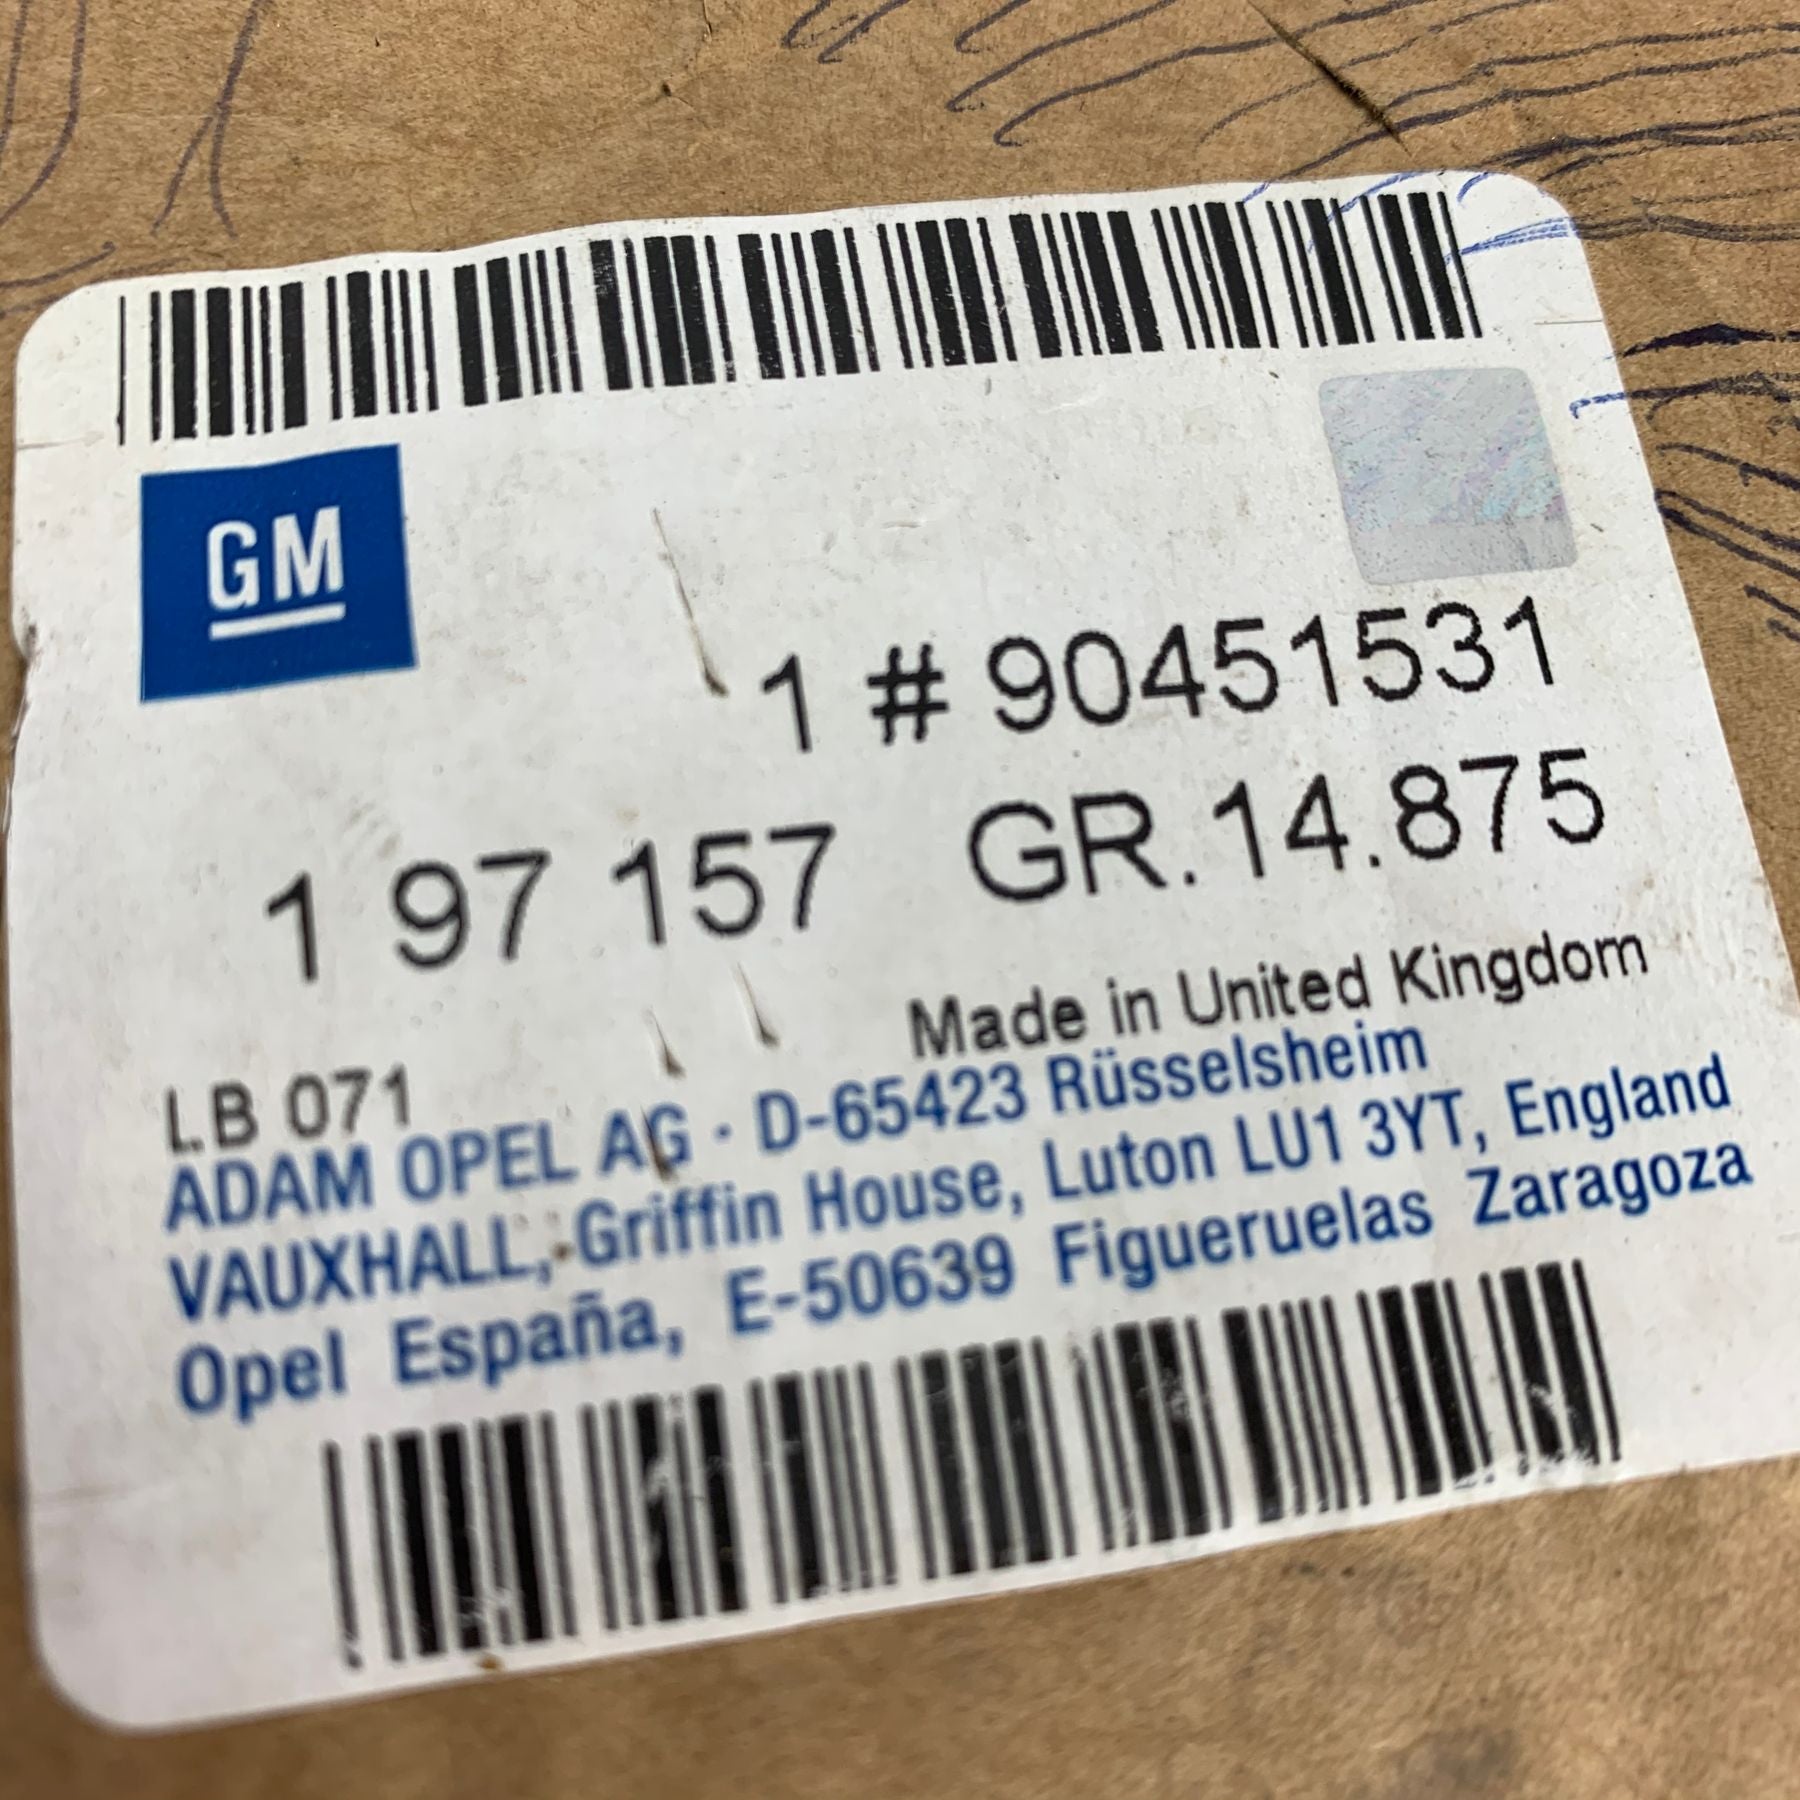 GM
1 # 90451531
1 97 157 GR.14.875
Made in United Kingdom
LB 071
ADAM OPEL AG · D-65423 Rüsselsheim
VAUXHALL, Griffin House, Luton LU1 3YT, England
Opel España, E-50639 Figueruelas Zaragoza